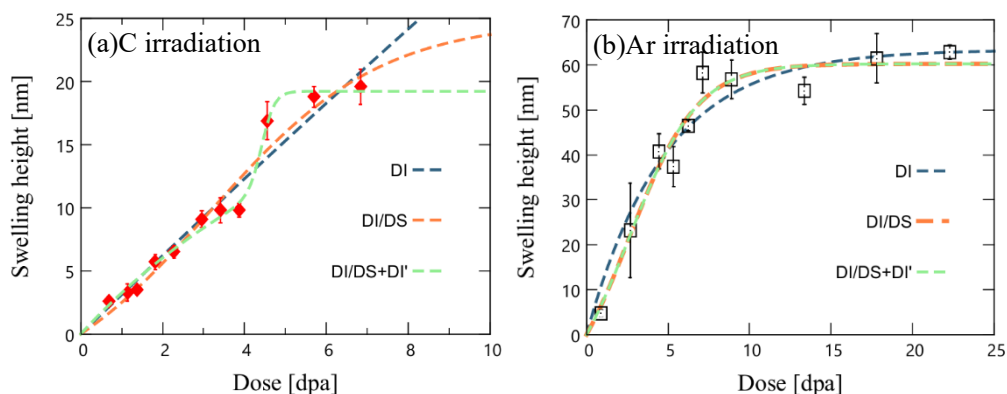 (a)C irradiation
25
20
15
10
5
0
Swelling height [nm]
DI
DI/DS
DI/DS+DI'
0 2 4 6 8 10
Dose [dpa]
(b)Ar irradiation
70
60
50
40
30
20
10
0
Swelling height [nm]
DI
DI/DS
DI/DS+DI'
0 5 10 15 20 25
Dose [dpa]